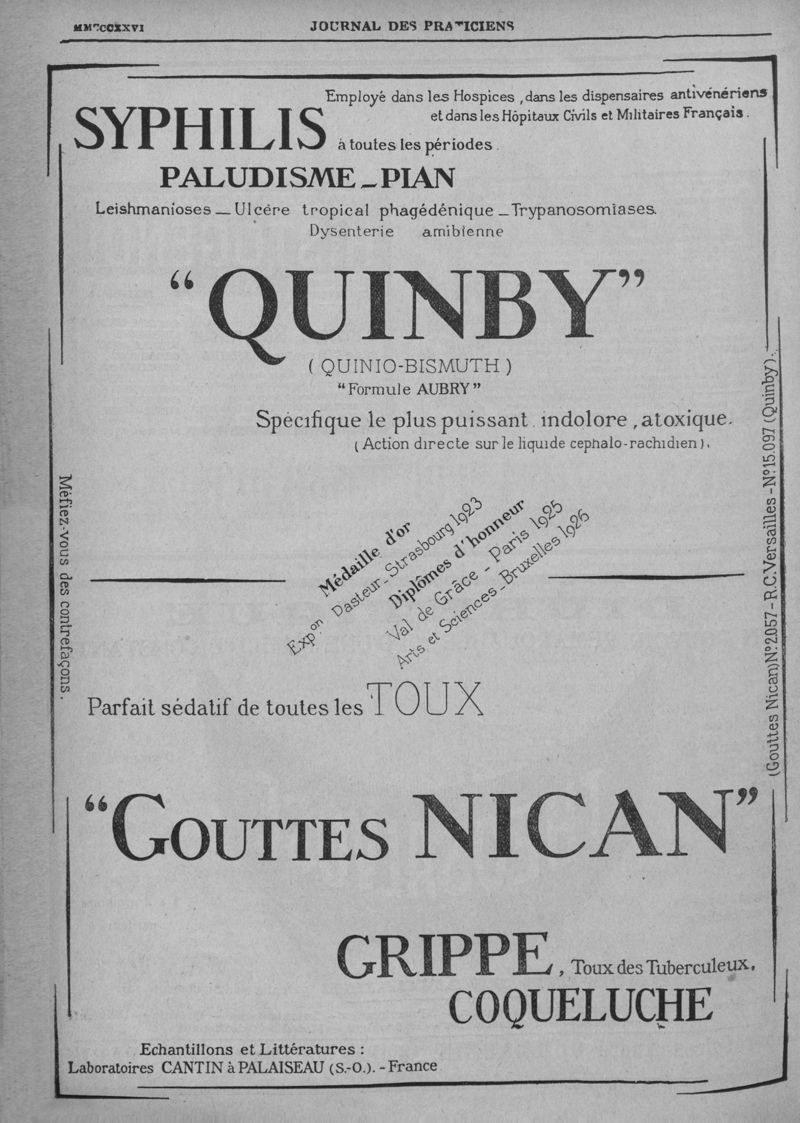 JOURNAL DES PRATICIENS
Employé dans les Hospices , dans les dispensaires antivénériens
et dans les Hôpitaux Civils et Militaires Français .
SYPHILIS à toutes les périodes .
PALUDISME _ PIAN
Leishmanioses _ Ulcère tropical phagédénique _ Trypanosomiases.
Dysenterie amibienne
“QUINBY”
( QUINIO-BISMUTH )
“Formule AUBRY”
Spécifique le plus puissant . indolore , atoxique.
( Action directe sur le liquide cephalo-rachidien ).
Médaille d'or
Expon Pasteur - Strasbourg 1923
Diplômes d'honneur
Val de Grâce - Paris 1925
Arts et Sciences - Bruxelles 1926
Méfiez-vous des contrefaçons .
(Gouttes Nican) No. 2.057 - R.C. Versailles - No. 15.097 (Quinby).
Parfait sédatif de toutes les TOUX
“GOUTTES NICAN”
GRIPPE , Toux des Tuberculeux,
COQUELUCHE
Echantillons et Littératures :
Laboratoires CANTIN à PALAISEAU (S.-O.). - France